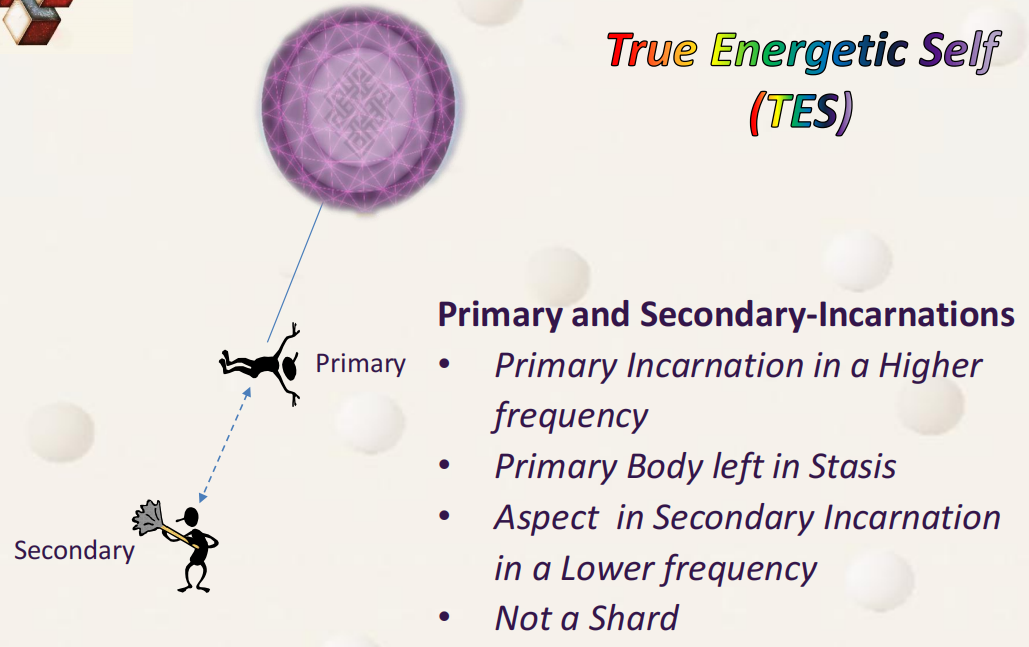 True Energetic Self
(TES)
Primary and Secondary-Incarnations
• Primary Incarnation in a Higher
frequency
Primary
• Primary Body left in Stasis
• Aspect in Secondary Incarnation
in a Lower frequency
Secondary
• Not a Shard